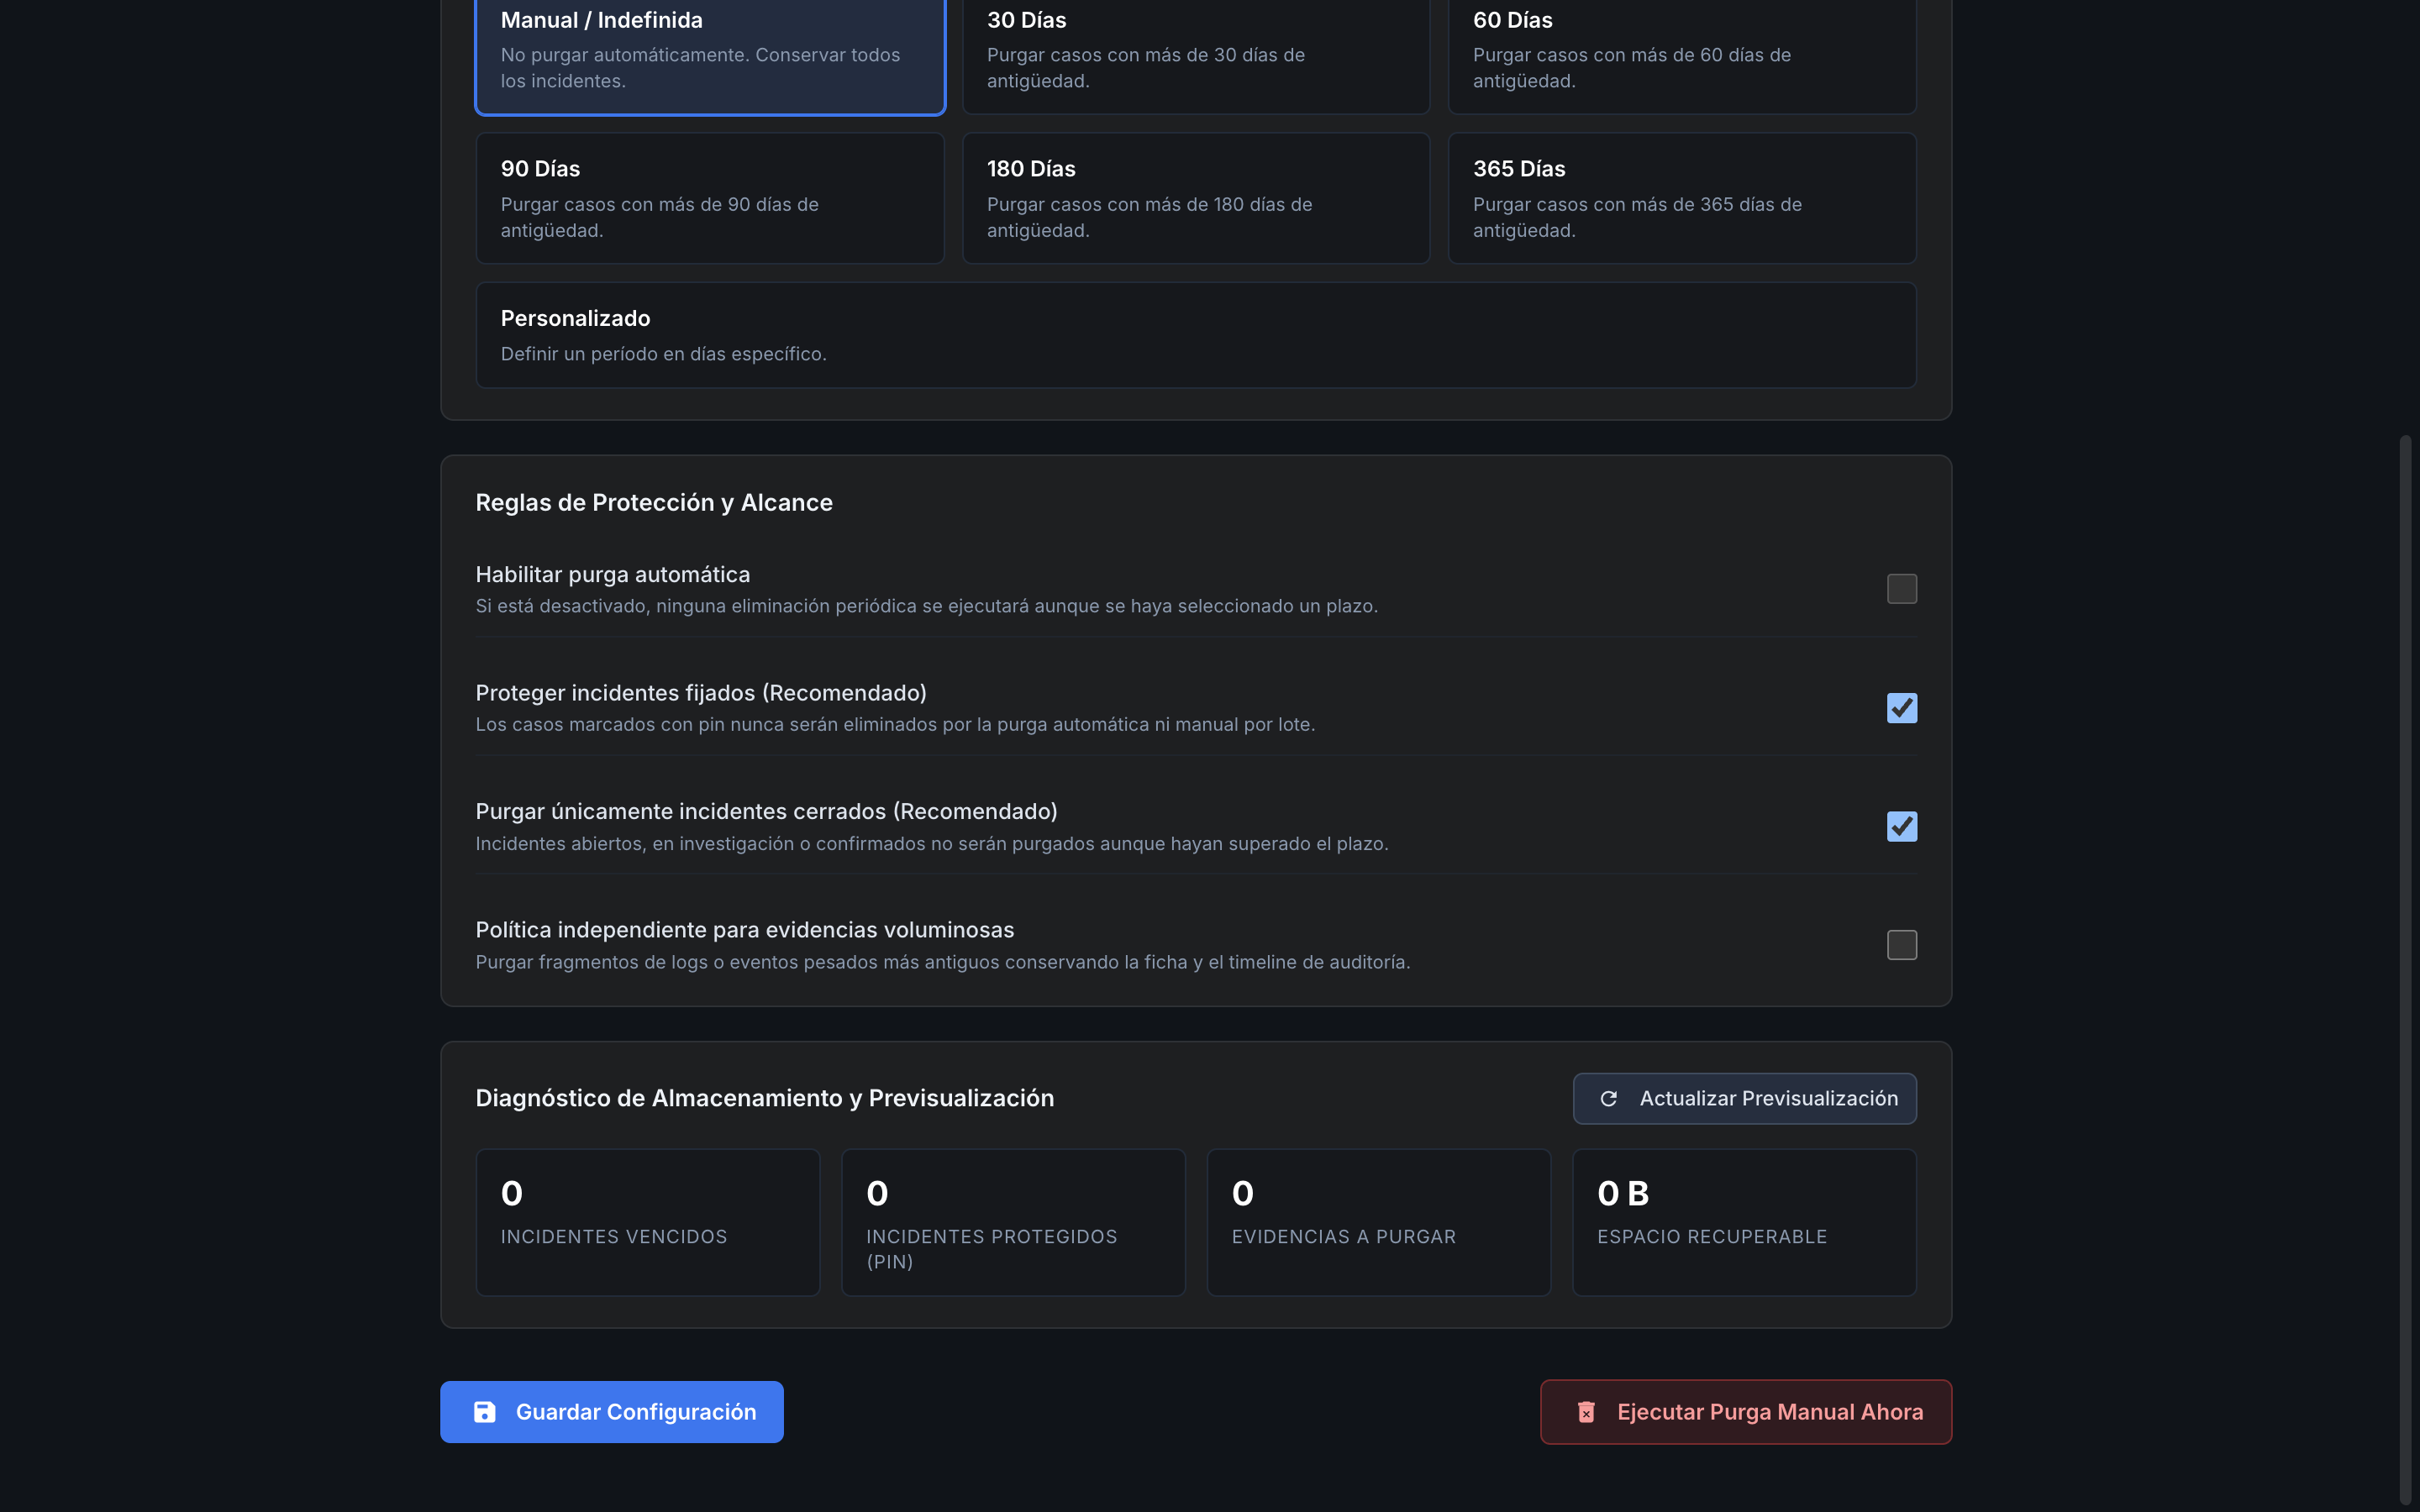 Manual / Indefinida
No purgar automáticamente. Conservar todos
los incidentes.
30 Días
Purgar casos con más de 30 días de
antigüedad.
60 Días
Purgar casos con más de 60 días de
antigüedad.
90 Días
Purgar casos con más de 90 días de
antigüedad.
180 Días
Purgar casos con más de 180 días de
antigüedad.
365 Días
Purgar casos con más de 365 días de
antigüedad.
Personalizado
Definir un período en días específico.
Reglas de Protección y Alcance
Habilitar purga automática
Si está desactivado, ninguna eliminación periódica se ejecutará aunque se haya seleccionado un plazo.
Proteger incidentes fijados (Recomendado)
Los casos marcados con pin nunca serán eliminados por la purga automática ni manual por lote.
Purgar únicamente incidentes cerrados (Recomendado)
Incidentes abiertos, en investigación o confirmados no serán purgados aunque hayan superado el plazo.
Política independiente para evidencias voluminosas
Purgar fragmentos de logs o eventos pesados más antiguos conservando la ficha y el timeline de auditoría.
Diagnóstico de Almacenamiento y Previsualización
Actualizar Previsualización
0
INCIDENTES VENCIDOS
0
INCIDENTES PROTEGIDOS
(PIN)
0
EVIDENCIAS A PURGAR
0 B
ESPACIO RECUPERABLE
Guardar Configuración
Ejecutar Purga Manual Ahora